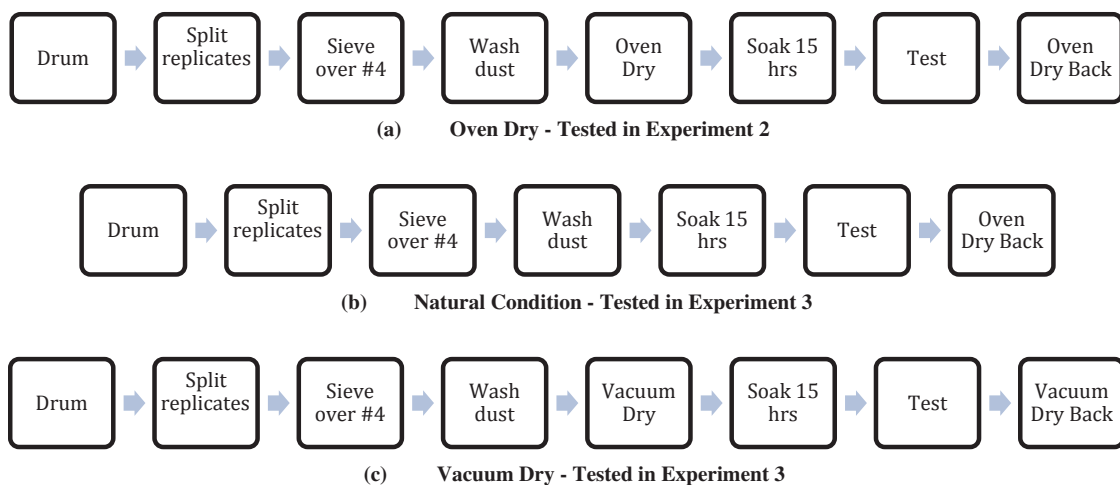 Drum
Split
replicates
Sieve
over #4
Wash
dust
Oven
Dry
Soak 15
hrs
Test
Oven
Dry Back
(a) Oven Dry - Tested in Experiment 2
Drum
Split
replicates
Sieve
over #4
Wash
dust
Soak 15
hrs
Test
Oven
Dry Back
(b) Natural Condition - Tested in Experiment 3
Drum
Split
replicates
Sieve
over #4
Wash
dust
Vacuum
Dry
Soak 15
hrs
Test
Vacuum
Dry Back
(c) Vacuum Dry - Tested in Experiment 3